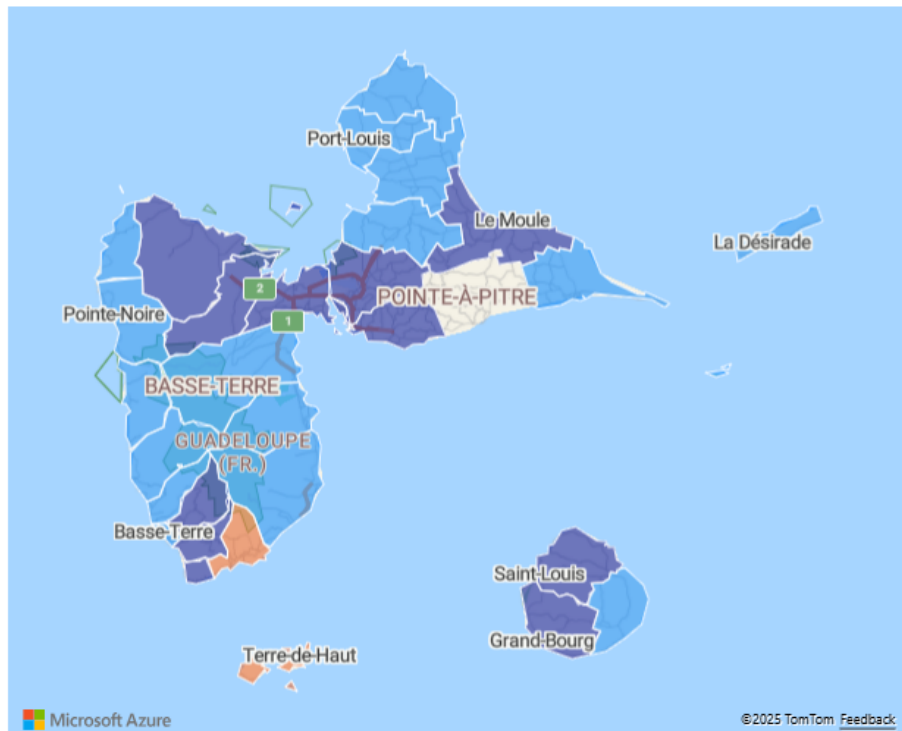 Port-Louis
Le Moule
La Désirade
2
POINTE-À-PITRE
Pointe-Noire
1
BASSE-TERRE
GUADELOUPE
(FR.)
Basse-Terre
Saint-Louis
Grand-Bourg
Terre-de-Haut
Microsoft Azure
©2025 TomTom Feedback